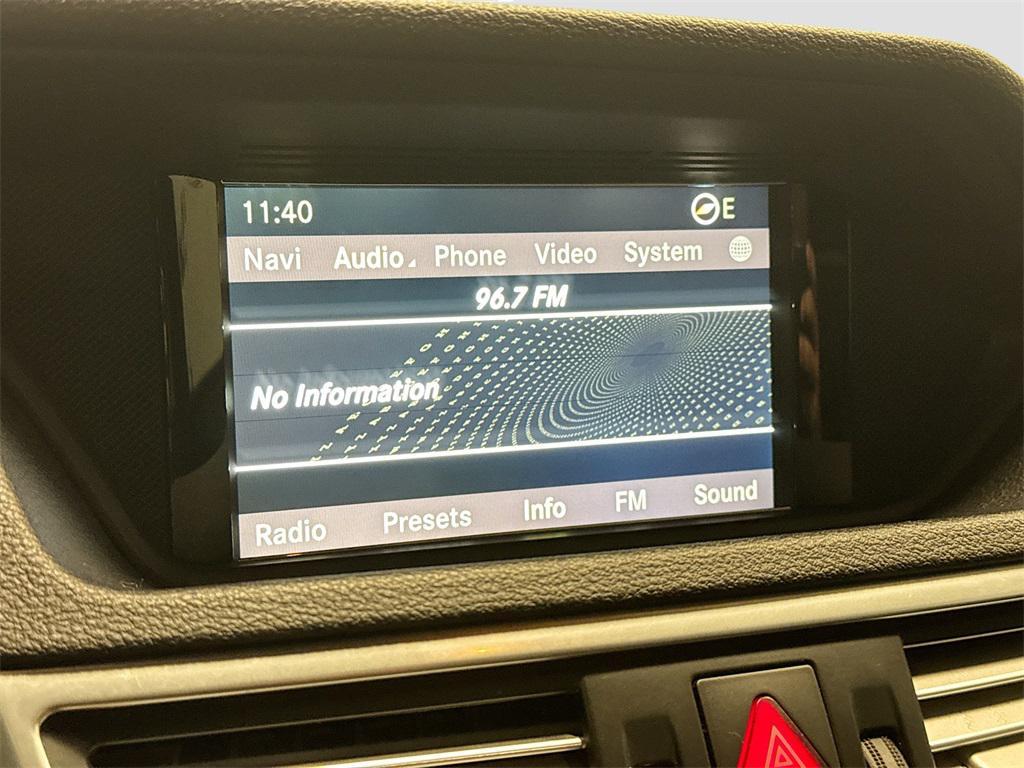 11:40 E
Navi Audio Phone Video System
96.7 FM
No Information
Radio Presets Info FM Sound